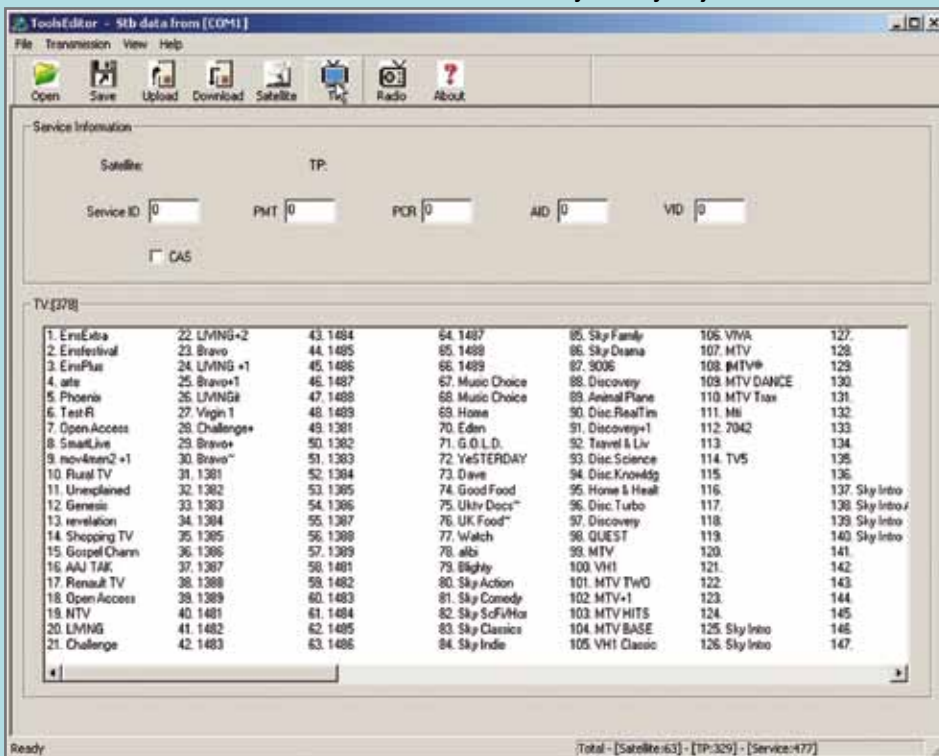 ToolsEditor - Stb data from [COM1]
File Transmission View Help
Open Save Upload Download Satellite TV Radio About
Service Information
Satellite: TP:
Service ID 0 PMT 0 PCR 0 AID 0 VID 0
CAS
TV:[378]
1. EinsExtra 22. LIVING+2 43. 1484 64. 1487 85. Sky Family 106. VIVA 127.
2. Einsfestival 23. Bravo 44. 1485 65. 1488 86. Sky Drama 107. MTV 128.
3. EinsPlus 24. LIVING +1 45. 1486 66. 1489 87. 9006 108. MTV® 129.
4. arte 25. Bravo+1 46. 1487 67. Music Choice 88. Discovery 109. MTV DANCE 130.
5. Phoenix 26. LIVINGit 47. 1488 68. Music Choice 89. Animal Plane 110. MTV Trax 131.
6. Test-R 27. Virgin 1 48. 1489 69. Home 90. Disc.RealTim 111. 132.
7. Open Access 28. Challenge+ 49. 1381 70. Eden 91. Discovery+1 112. 7042 133.
8. SmartLive 29. Bravo+ 50. 1382 71. G.O.L.D. 92. Travel & Liv 113. 134.
9. mov4men2 +1 30. Bravo~ 51. 1383 72. YeSTERDAY 93. Disc.Science 114. TV5 135.
10. Rural TV 31. 1381 52. 1384 73. Dave 94. Disc.Knowldg 115. 136.
11. Unexplained 32. 1382 53. 1385 74. Good Food 95. Home & Healt 116. 137. Sky Intro
12. Genesis 33. 1383 54. 1386 75. Uktv Docs~ 96. Disc.Turbo 117. 138. Sky Intro
13. revelation 34. 1384 55. 1387 76. UK Food~ 97. Discovery 118. 139. Sky Intro
14. Shopping TV 35. 1385 56. 1388 77. Watch 98. QUEST 119. 140. Sky Intro
15. Gospel Chann 36. 1386 57. 1389 78. alibi 99. MTV 120. 141.
16. AAJ TAK 37. 1387 58. 1481 79. Blighty 100. VH1 121. 142.
17. Renault TV 38. 1388 59. 1482 80. Sky Action 101. MTV TWO 122. 143.
18. Open Access 39. 1389 60. 1483 81. Sky Comedy 102. MTV+1 123. 144.
19. NTV 40. 1481 61. 1484 82. Sky SciFi/Hor 103. MTV HITS 124. 145.
20. LIVING 41. 1482 62. 1485 83. Sky Classics 104. MTV BASE 125. Sky Intro 146.
21. Challenge 42. 1483 63. 1486 84. Sky Indie 105. VH1 Classic 126. Sky Intro 147.
Ready Total - [Satellite:63] - [TP:329] - [Service:477]